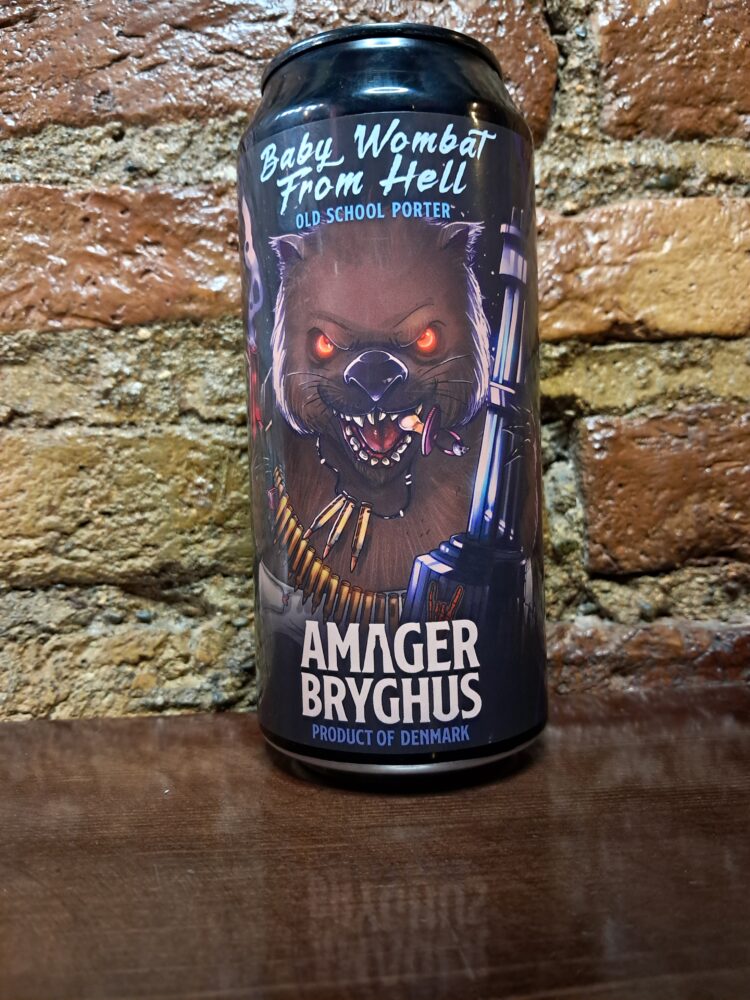 Baby Wombat
From Hell
OLD SCHOOL PORTER
AMAGER
BRYGHUS
PRODUCT OF DENMARK